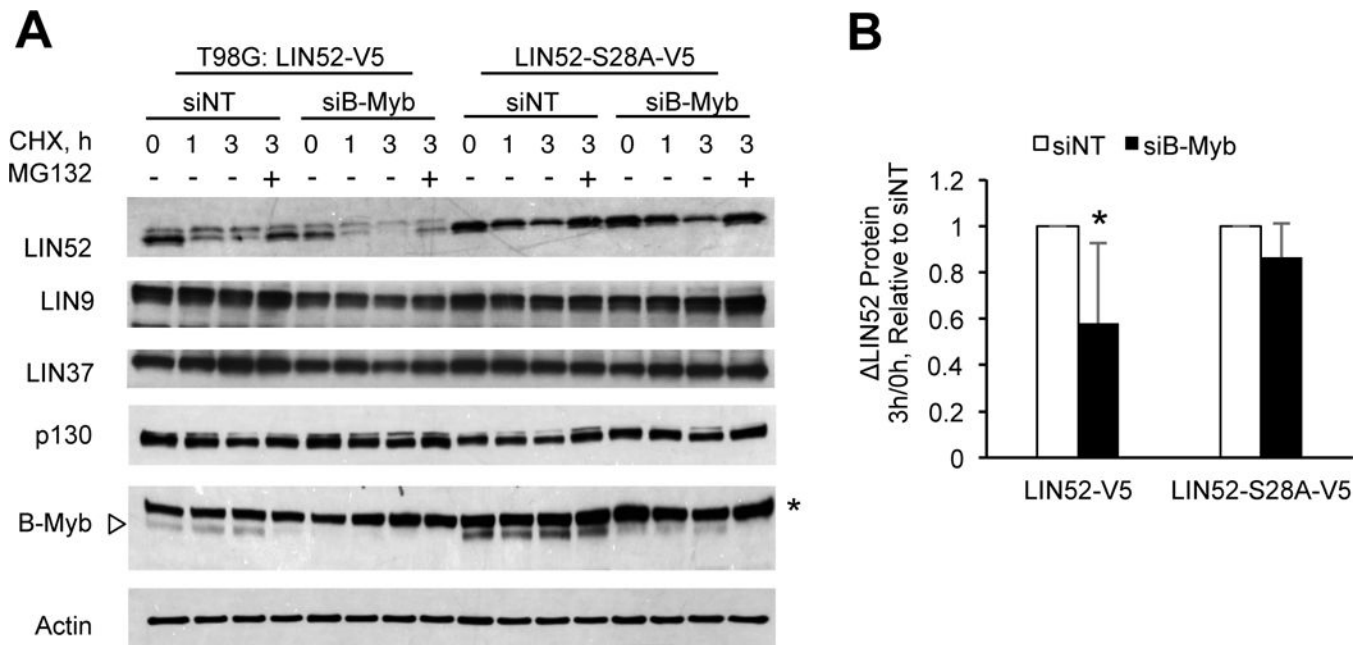 A
T98G: LIN52-V5 LIN52-S28A-V5
siNT siB-Myb siNT siB-Myb
CHX, h 0 1 3 3 0 1 3 3 0 1 3 3 0 1 3 3
MG132 - - - + - - - + - - - + - - - +
LIN52
LIN9
LIN37
p130
B-Myb *
Actin
B
siNT siB-Myb
ΔLIN52 Protein
3h/0h, Relative to siNT
1.2
1
0.8
0.6
0.4
0.2
0
*
LIN52-V5 LIN52-S28A-V5